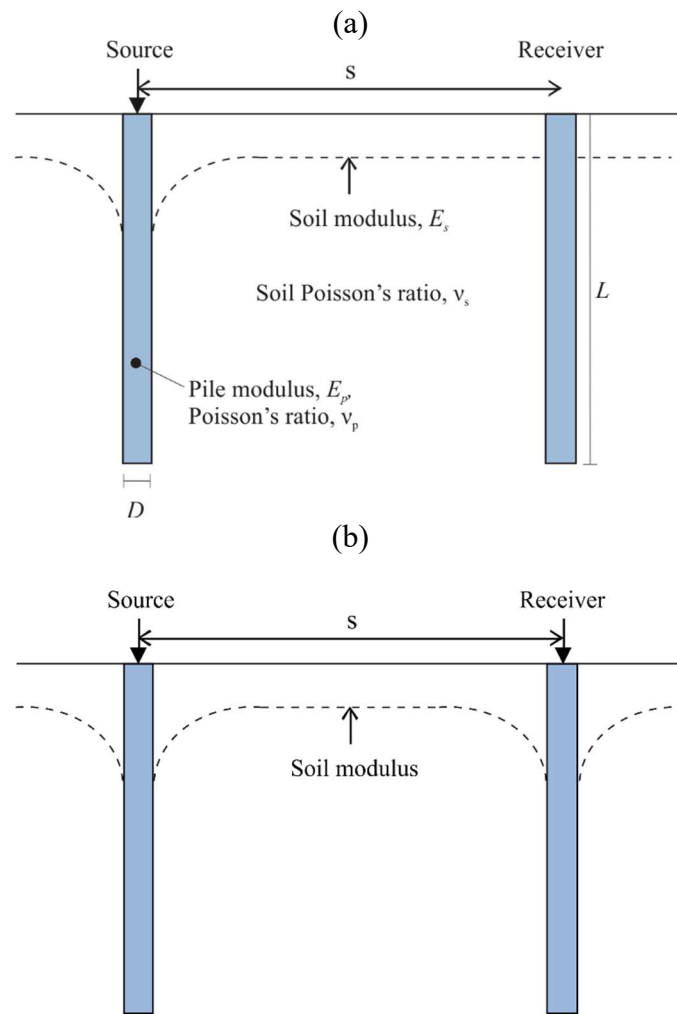 (a)
Source
Receiver
s
Soil modulus, Eₛ
Soil Poisson’s ratio, νₛ
L
Pile modulus, Eₚ,
Poisson’s ratio, νₚ
D
(b)
Source
Receiver
s
Soil modulus